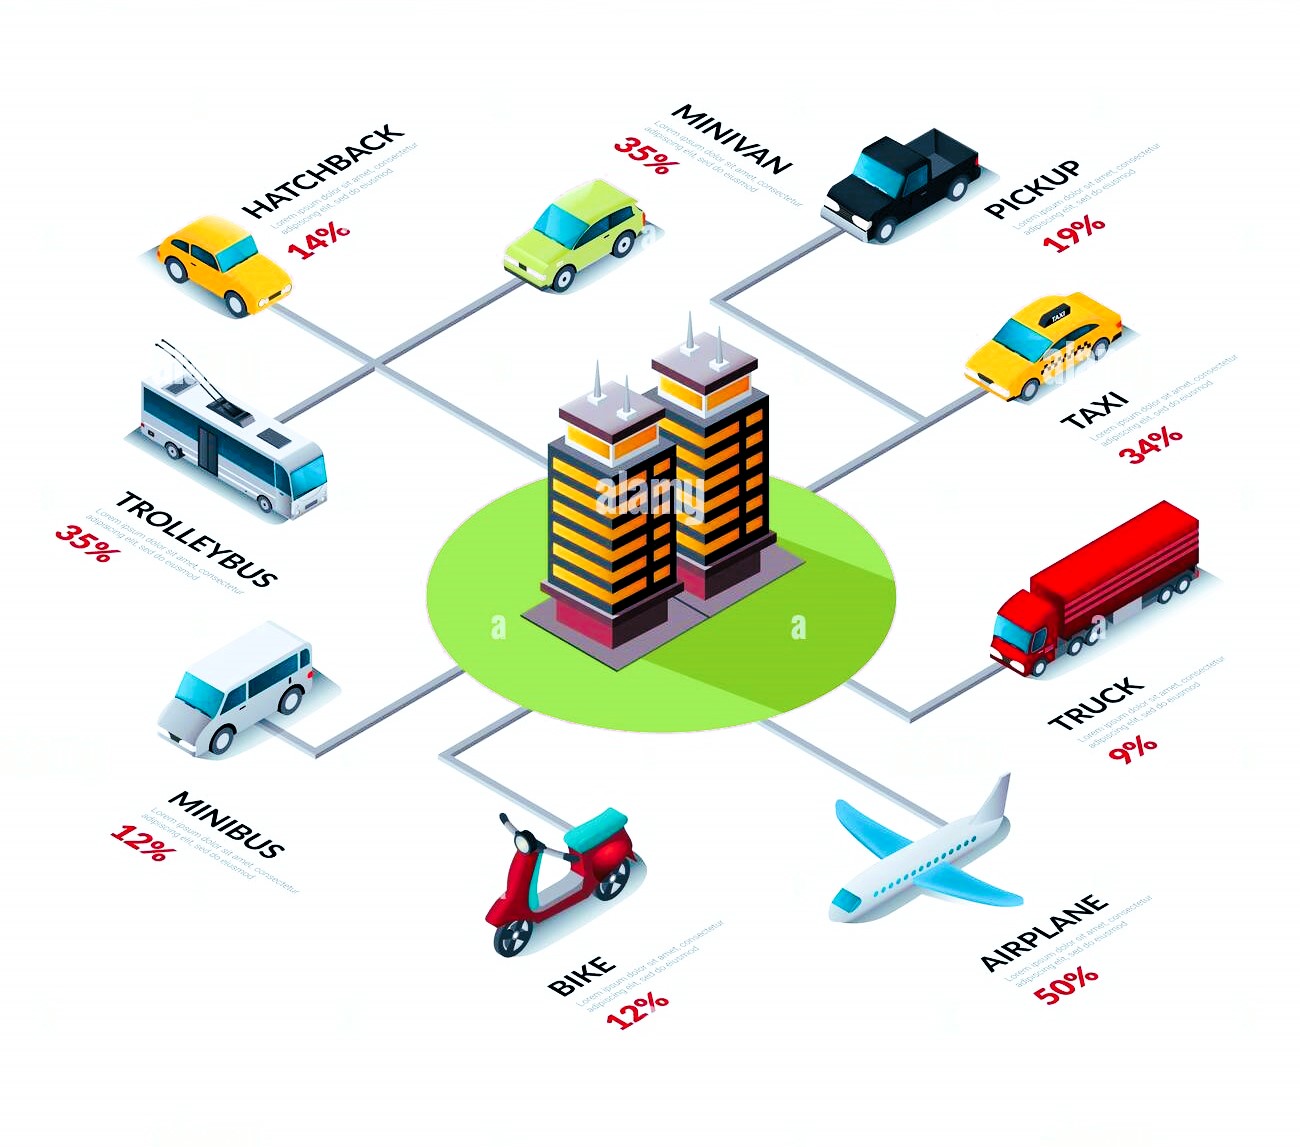 HATCHBACK
Lorem ipsum dolor sit amet, consectetur
adipiscing elit, sed do eiusmod
14%
MINIVAN
Lorem ipsum dolor sit amet, consectetur
adipiscing elit, sed do eiusmod
35%
PICKUP
Lorem ipsum dolor sit amet, consectetur
adipiscing elit, sed do eiusmod
19%
TAXI
TAXI
Lorem ipsum dolor sit amet, consectetur
adipiscing elit, sed do eiusmod
34%
TROLLEYBUS
Lorem ipsum dolor sit amet, consectetur
adipiscing elit, sed do eiusmod
35%
alamy
a
a
TRUCK
Lorem ipsum dolor sit amet, consectetur
adipiscing elit, sed do eiusmod
9%
MINIBUS
Lorem ipsum dolor sit amet, consectetur
adipiscing elit, sed do eiusmod
12%
BIKE
Lorem ipsum dolor sit amet, consectetur
adipiscing elit, sed do eiusmod
12%
AIRPLANE
Lorem ipsum dolor sit amet, consectetur
adipiscing elit, sed do eiusmod
50%